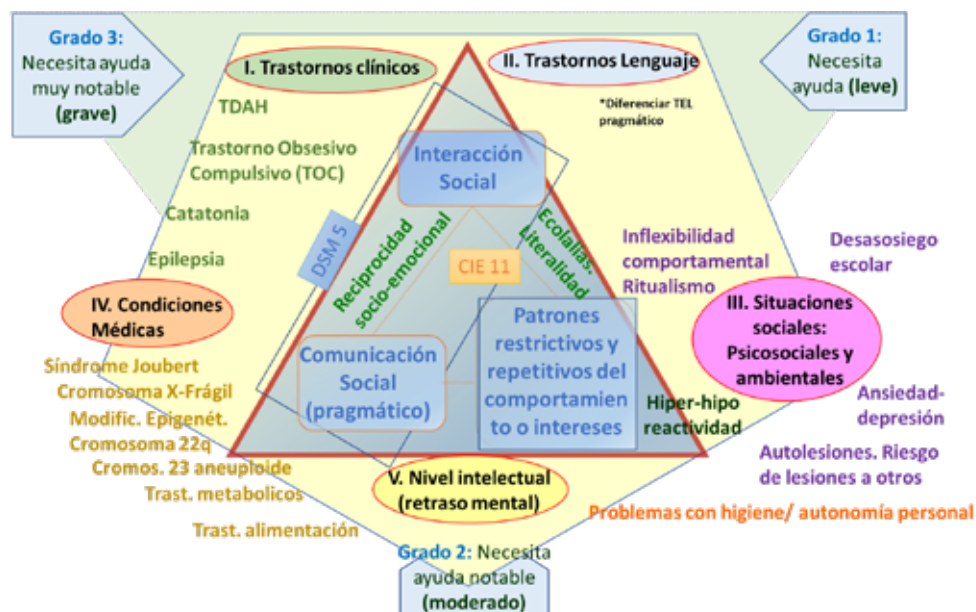 Grado 3:
Necesita ayuda
muy notable
(grave)
I. Trastornos clínicos
II. Trastornos Lenguaje
Grado 1:
Necesita
ayuda (leve)
*Diferenciar TEL
pragmático
TDAH
Trastorno Obsesivo
Compulsivo (TOC)
Catatonia
Epilepsia
Interacción
Social
DSM 5
Reciprocidad
socio-emocional
CIE 11
Ecolalias.
Literalidad
Inflexibilidad
comportamental
Ritualismo
Desasosiego
escolar
IV. Condiciones
Médicas
III. Situaciones
sociales:
Psicosociales y
ambientales
Comunicación
Social
(pragmático)
Patrones
restrictivos y
repetitivos del
comportamien
to o intereses
Síndrome Joubert
Cromosoma X-Frágil
Modific. Epigenét.
Cromosoma 22q
Cromos. 23 aneuploide
Trast. metabolicos
Trast. alimentación
Hiper-hipo
reactividad
Ansiedad-
depresión
Autolesiones. Riesgo
de lesiones a otros
Problemas con higiene/ autonomía personal
V. Nivel intelectual
(retraso mental)
Grado 2: Necesita
ayuda notable
(moderado)